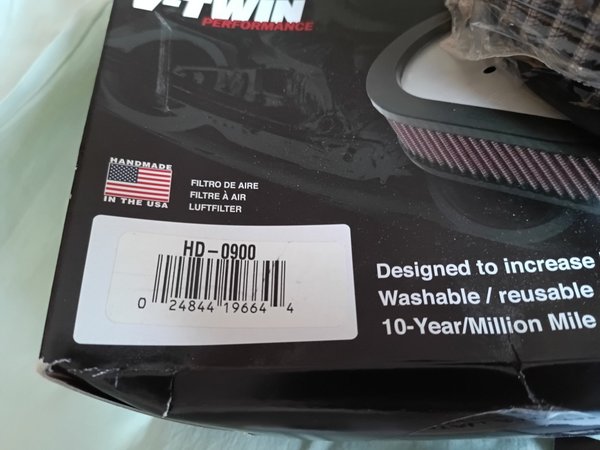 V-TWIN
PERFORMANCE
HANDMADE
IN THE USA
FILTRO DE AIRE
FILTRE À AIR
LUFTFILTER
HD-0900
0 24844 19664 4
Designed to increase
Washable / reusable
10-Year/Million Mile